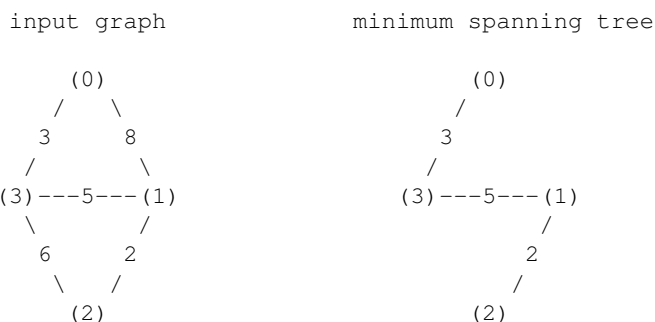 input graph minimum spanning tree
(0) (0)
/ \ /
3 8 3
/ \ /
(3)---5---(1) (3)---5---(1)
\ / /
6 2 2
\ / /
(2) (2)